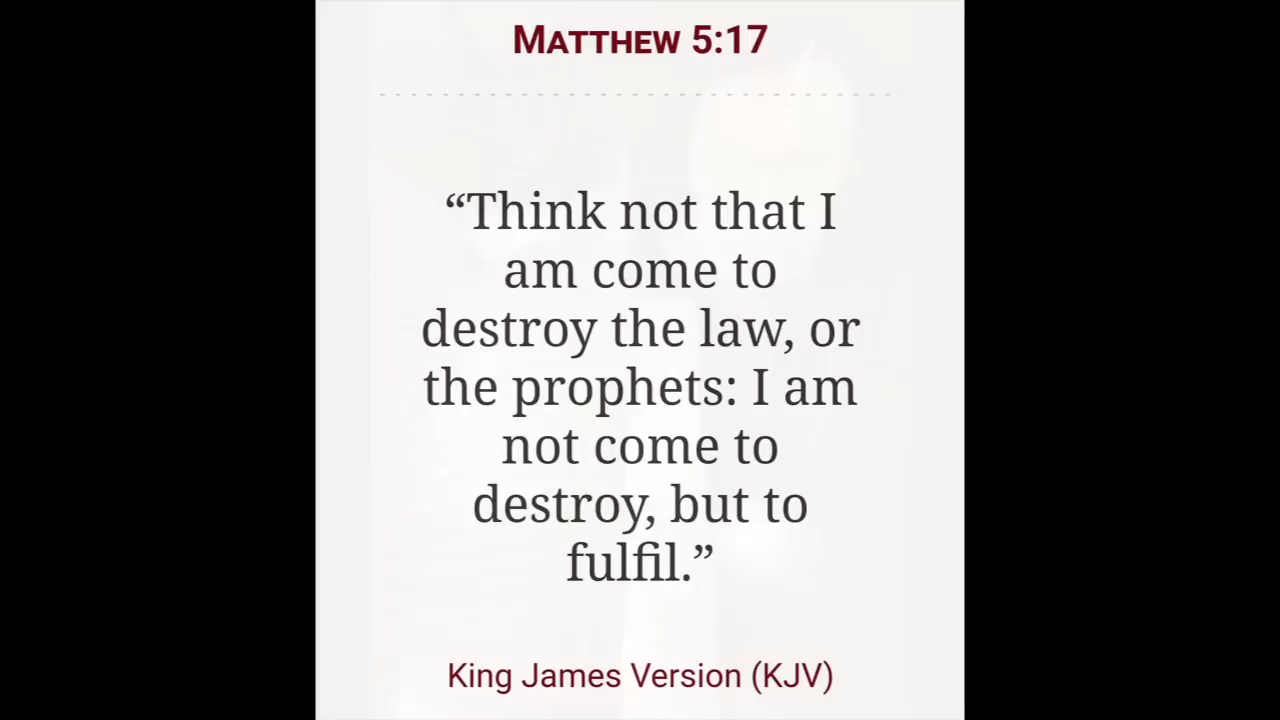 MATTHEW 5:17
“Think not that I
am come to
destroy the law, or
the prophets: I am
not come to
destroy, but to
fulfil.”
King James Version (KJV)